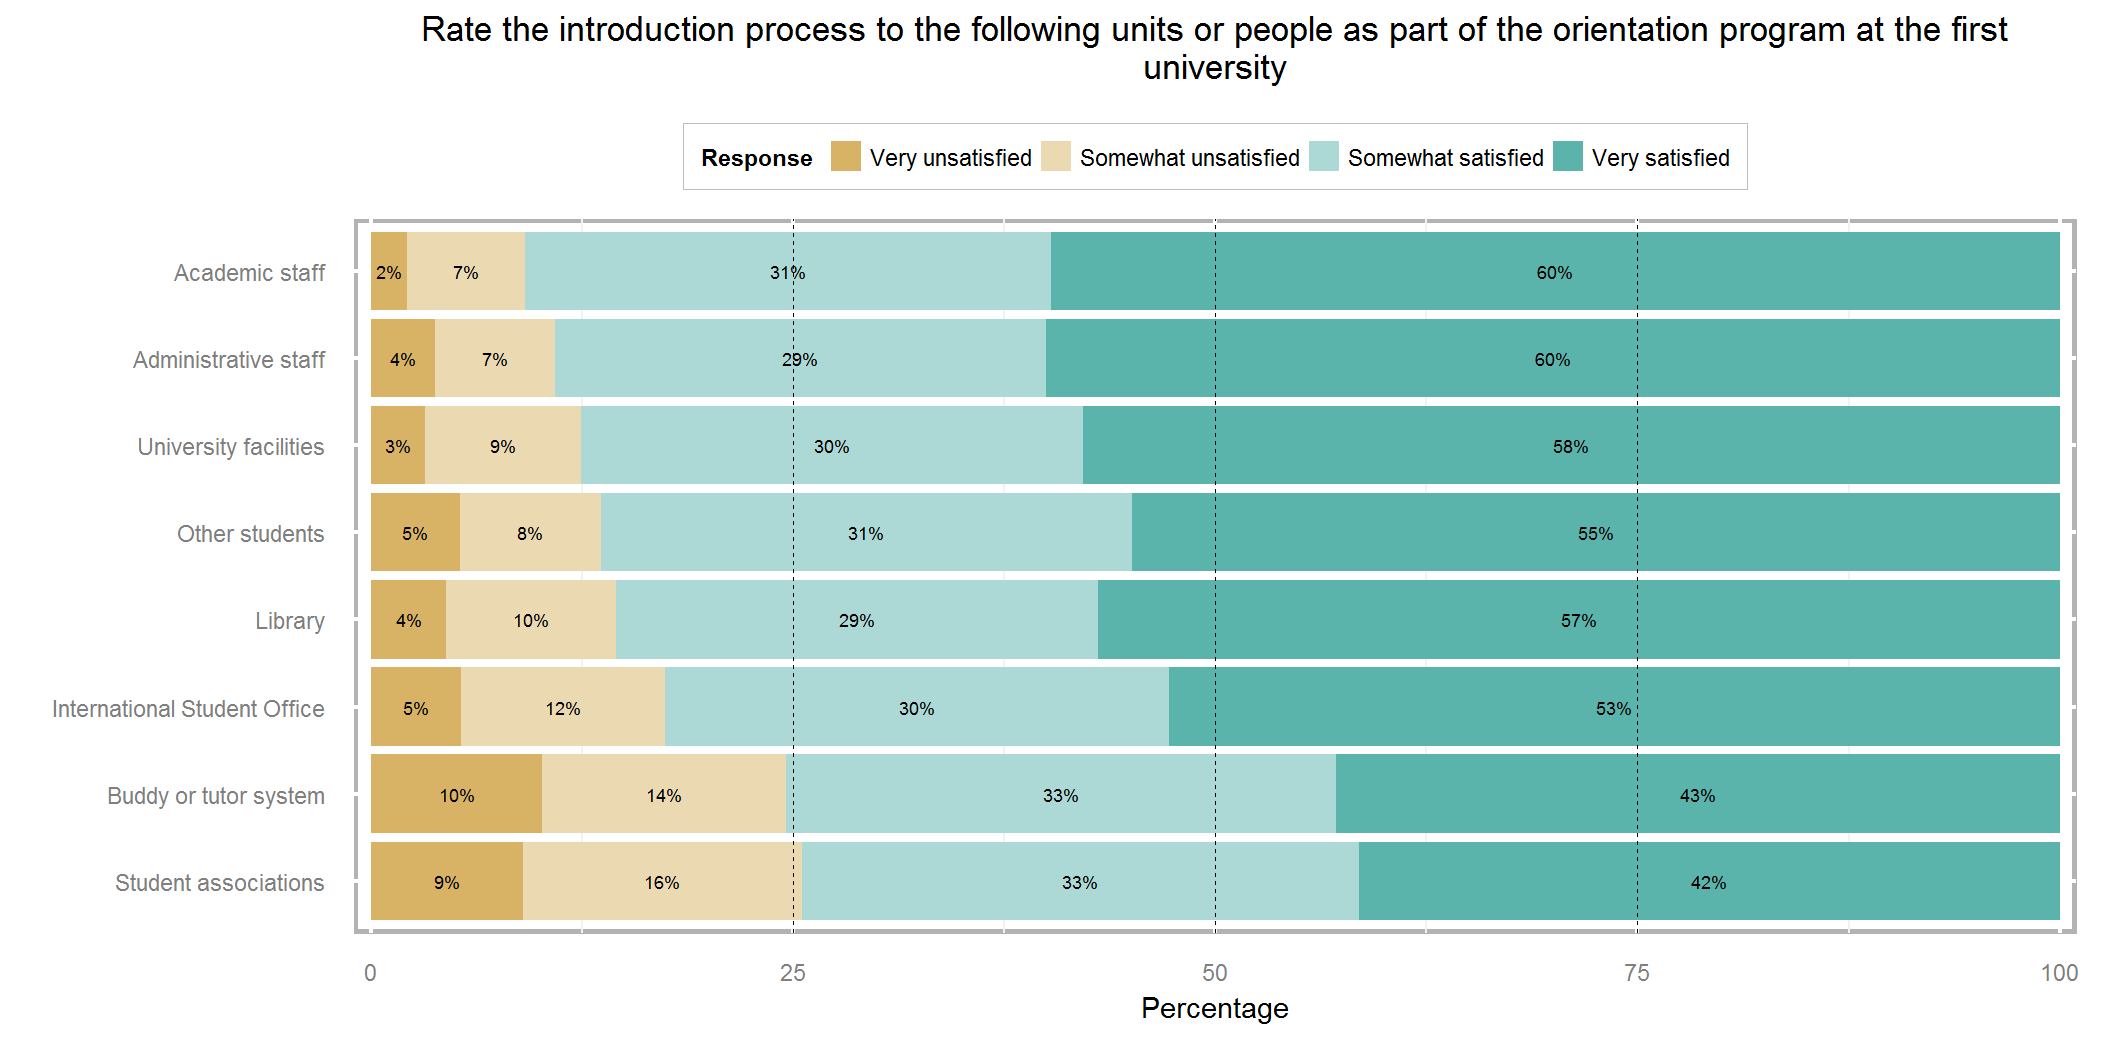 Rate the introduction process to the following units or people as part of the orientation program at the first
university
Response Very unsatisfied Somewhat unsatisfied Somewhat satisfied Very satisfied
Academic staff 2% 7% 31% 60%
Administrative staff 4% 7% 29% 60%
University facilities 3% 9% 30% 58%
Other students 5% 8% 31% 55%
Library 4% 10% 29% 57%
International Student Office 5% 12% 30% 53%
Buddy or tutor system 10% 14% 33% 43%
Student associations 9% 16% 33% 42%
0 25 50 75 100
Percentage